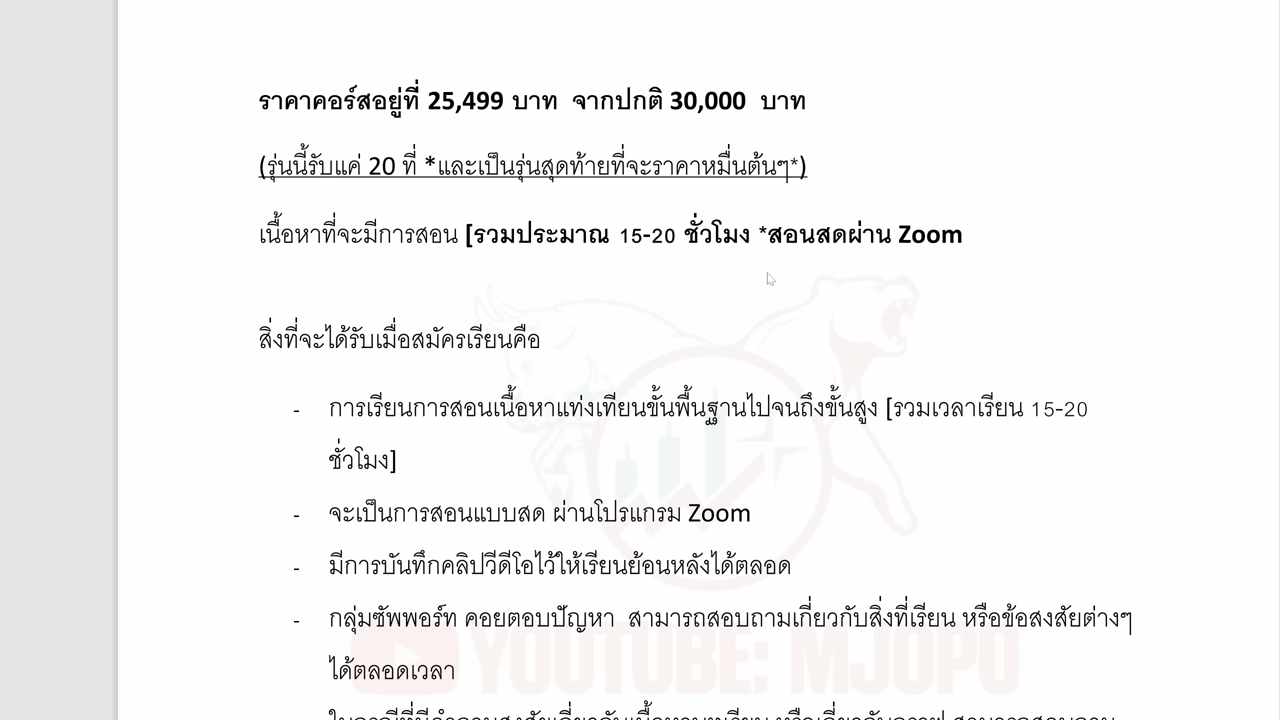 ราคาคอร์สอยู่ที่ 25,499 บาท จากปกติ 30,000 บาท
(รุ่นนี้รับแค่ 20 ที่ *และเป็นรุ่นสุดท้ายที่จะราคาหมื่นต้นๆ*)
เนื้อหาที่จะมีการสอน [รวมประมาณ 15-20 ชั่วโมง *สอนสดผ่าน Zoom
สิ่งที่จะได้รับเมื่อสมัครเรียนคือ
- การเรียนการสอนเนื้อหาแท่งเทียนขั้นพื้นฐานไปจนถึงขั้นสูง [รวมเวลาเรียน 15-20
ชั่วโมง]
- จะเป็นการสอนแบบสด ผ่านโปรแกรม Zoom
- มีการบันทึกคลิปวีดีโอไว้ให้เรียนย้อนหลังได้ตลอด
- กลุ่มซัพพอร์ท คอยตอบปัญหา สามารถสอบถามเกี่ยวกับสิ่งที่เรียน หรือข้อสงสัยต่างๆ
ได้ตลอดเวลา
YOUTUBE: MJOPO